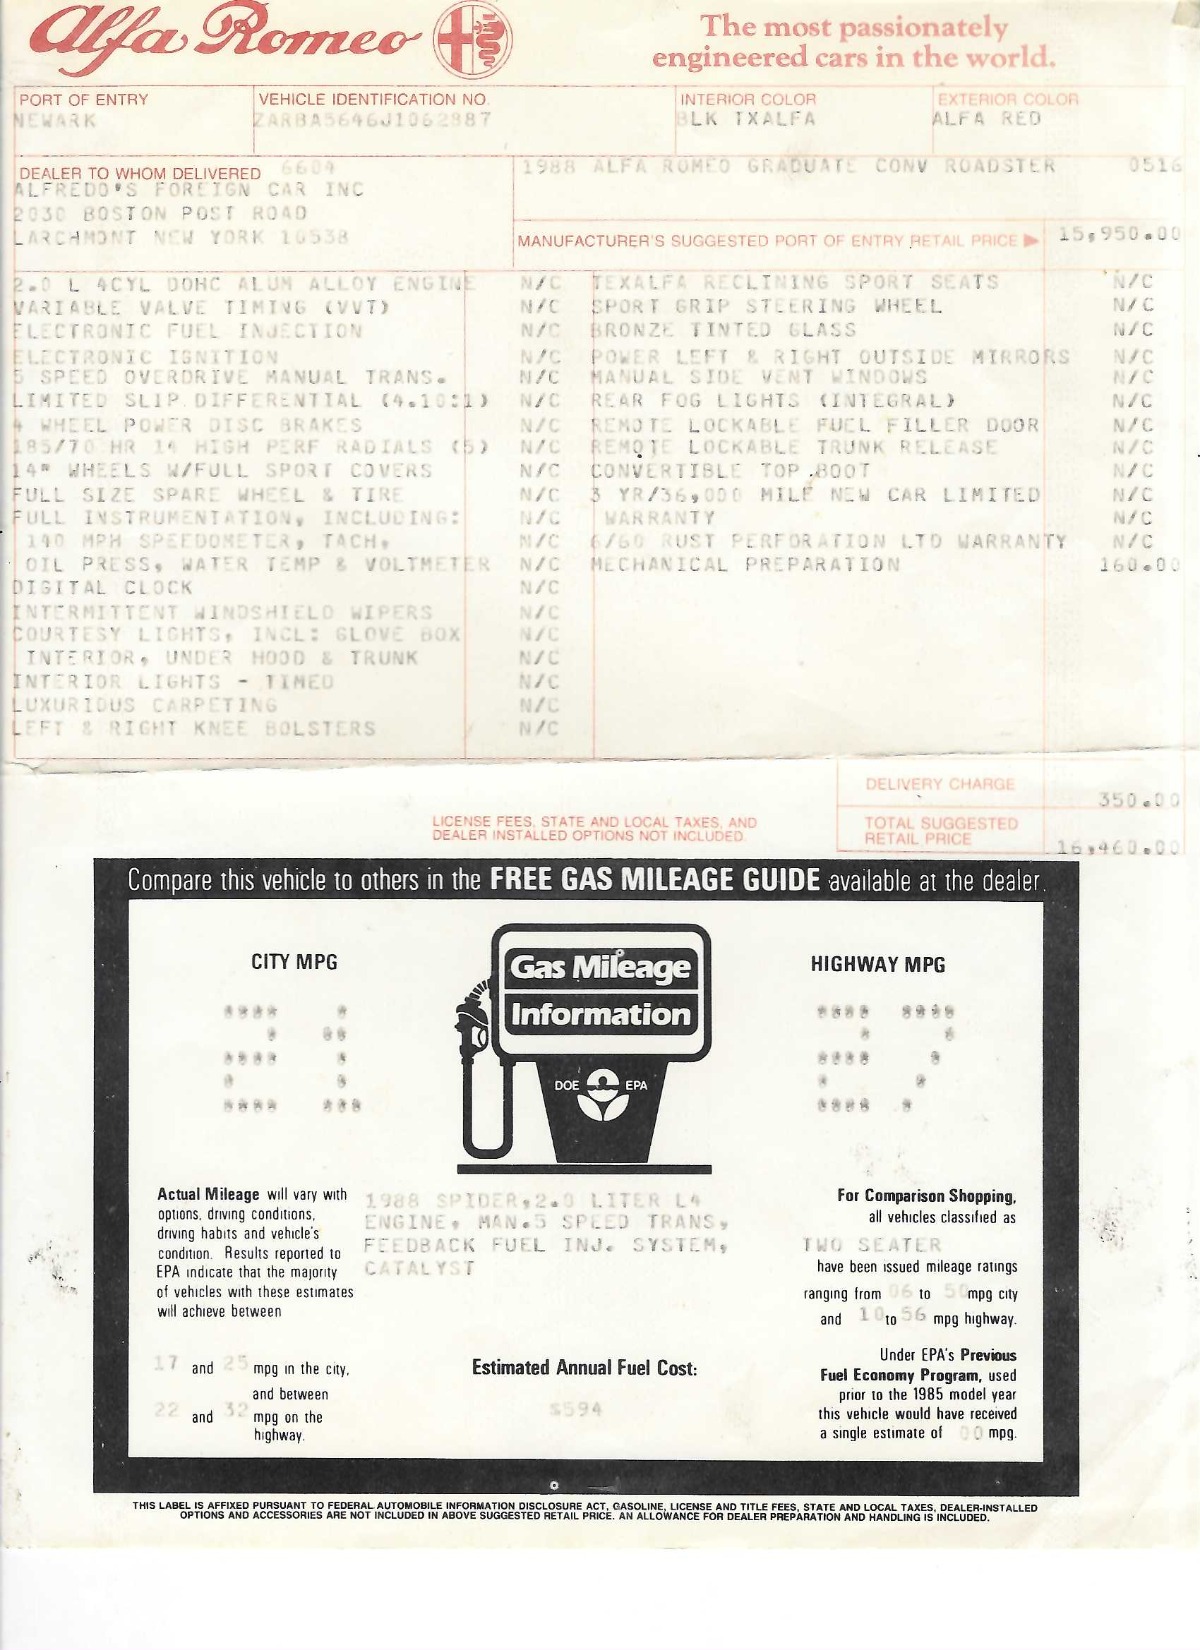 Alfa Romeo
The most passionately
engineered cars in the world.
PORT OF ENTRY
NEWARK
VEHICLE IDENTIFICATION NO.
ZARBA5646J1062887
INTERIOR COLOR
BLK TXALFA
EXTERIOR COLOR
ALFA RED
DEALER TO WHOM DELIVERED 6604
ALFREDO'S FOREIGN CAR INC
2030 BOSTON POST ROAD
LARCHMONT NEW YORK 10538
1988 ALFA ROMEO GRADUATE CONV ROADSTER 0516
MANUFACTURER'S SUGGESTED PORT OF ENTRY RETAIL PRICE ▶ 15,950.00
2.0 L 4CYL DOHC ALUM ALLOY ENGINE N/C
VARIABLE VALVE TIMING (VVT) N/C
ELECTRONIC FUEL INJECTION N/C
ELECTRONIC IGNITION N/C
5 SPEED OVERDRIVE MANUAL TRANS. N/C
LIMITED SLIP DIFFERENTIAL (4.10:1) N/C
4 WHEEL POWER DISC BRAKES N/C
185/70 HR 14 HIGH PERF RADIALS (5) N/C
14" WHEELS W/FULL SPORT COVERS N/C
FULL SIZE SPARE WHEEL & TIRE N/C
FULL INSTRUMENTATION, INCLUDING: N/C
140 MPH SPEEDOMETER, TACH, N/C
OIL PRESS, WATER TEMP & VOLTMETER N/C
DIGITAL CLOCK N/C
INTERMITTENT WINDSHIELD WIPERS N/C
COURTESY LIGHTS, INCL: GLOVE BOX N/C
INTERIOR, UNDER HOOD & TRUNK N/C
INTERIOR LIGHTS - TIMED N/C
LUXURIOUS CARPETING N/C
LEFT & RIGHT KNEE BOLSTERS N/C
TEXALFA RECLINING SPORT SEATS N/C
SPORT GRIP STEERING WHEEL N/C
BRONZE TINTED GLASS N/C
POWER LEFT & RIGHT OUTSIDE MIRRORS N/C
MANUAL SIDE VENT WINDOWS N/C
REAR FOG LIGHTS (INTEGRAL) N/C
REMOTE LOCKABLE FUEL FILLER DOOR N/C
REMOTE LOCKABLE TRUNK RELEASE N/C
CONVERTIBLE TOP BOOT N/C
3 YR/36,000 MILE NEW CAR LIMITED N/C
WARRANTY N/C
6/60 RUST PERFORATION LTD WARRANTY N/C
MECHANICAL PREPARATION 160.00
DELIVERY CHARGE 350.00
LICENSE FEES, STATE AND LOCAL TAXES, AND
DEALER INSTALLED OPTIONS NOT INCLUDED.
TOTAL SUGGESTED
RETAIL PRICE 16,460.00
Compare this vehicle to others in the FREE GAS MILEAGE GUIDE available at the dealer.
CITY MPG
21
Gas Mileage
Information
DOE EPA
HIGHWAY MPG
27
Actual Mileage will vary with
options, driving conditions,
driving habits and vehicle's
condition. Results reported to
EPA indicate that the majority
of vehicles with these estimates
will achieve between
17 and 25 mpg in the city,
and between
22 and 32 mpg on the
highway.
1988 SPIDER,2.0 LITER L4
ENGINE, MAN.5 SPEED TRANS,
FEEDBACK FUEL INJ. SYSTEM,
CATALYST
Estimated Annual Fuel Cost:
$594
For Comparison Shopping,
all vehicles classified as
TWO SEATER
have been issued mileage ratings
ranging from 06 to 50 mpg city
and 10 to 56 mpg highway.
Under EPA's Previous
Fuel Economy Program, used
prior to the 1985 model year
this vehicle would have received
a single estimate of 00 mpg.
THIS LABEL IS AFFIXED PURSUANT TO FEDERAL AUTOMOBILE INFORMATION DISCLOSURE ACT, GASOLINE, LICENSE AND TITLE FEES, STATE AND LOCAL TAXES, DEALER-INSTALLED
OPTIONS AND ACCESSORIES ARE NOT INCLUDED IN ABOVE SUGGESTED RETAIL PRICE. AN ALLOWANCE FOR DEALER PREPARATION AND HANDLING IS INCLUDED.